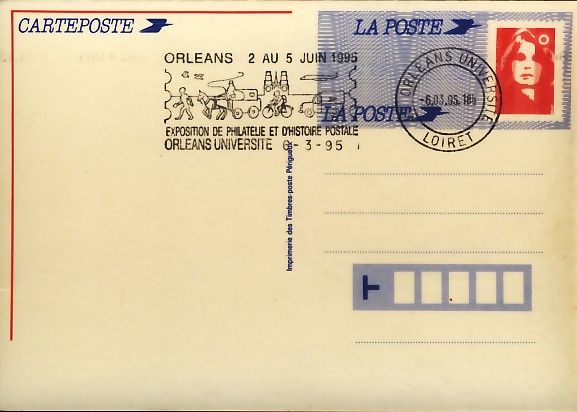 CARTEPOSTE
LA POSTE
ORLEANS 2 AU 5 JUIN 1995
LA POSTE
EXPOSITION DE PHILATELIE ET D'HISTOIRE POSTALE
ORLEANS UNIVERSITE 6-3-95
ORLEANS UNIVERSITE
LOIRET
Imprimerie des Timbres-poste Périgueux
T